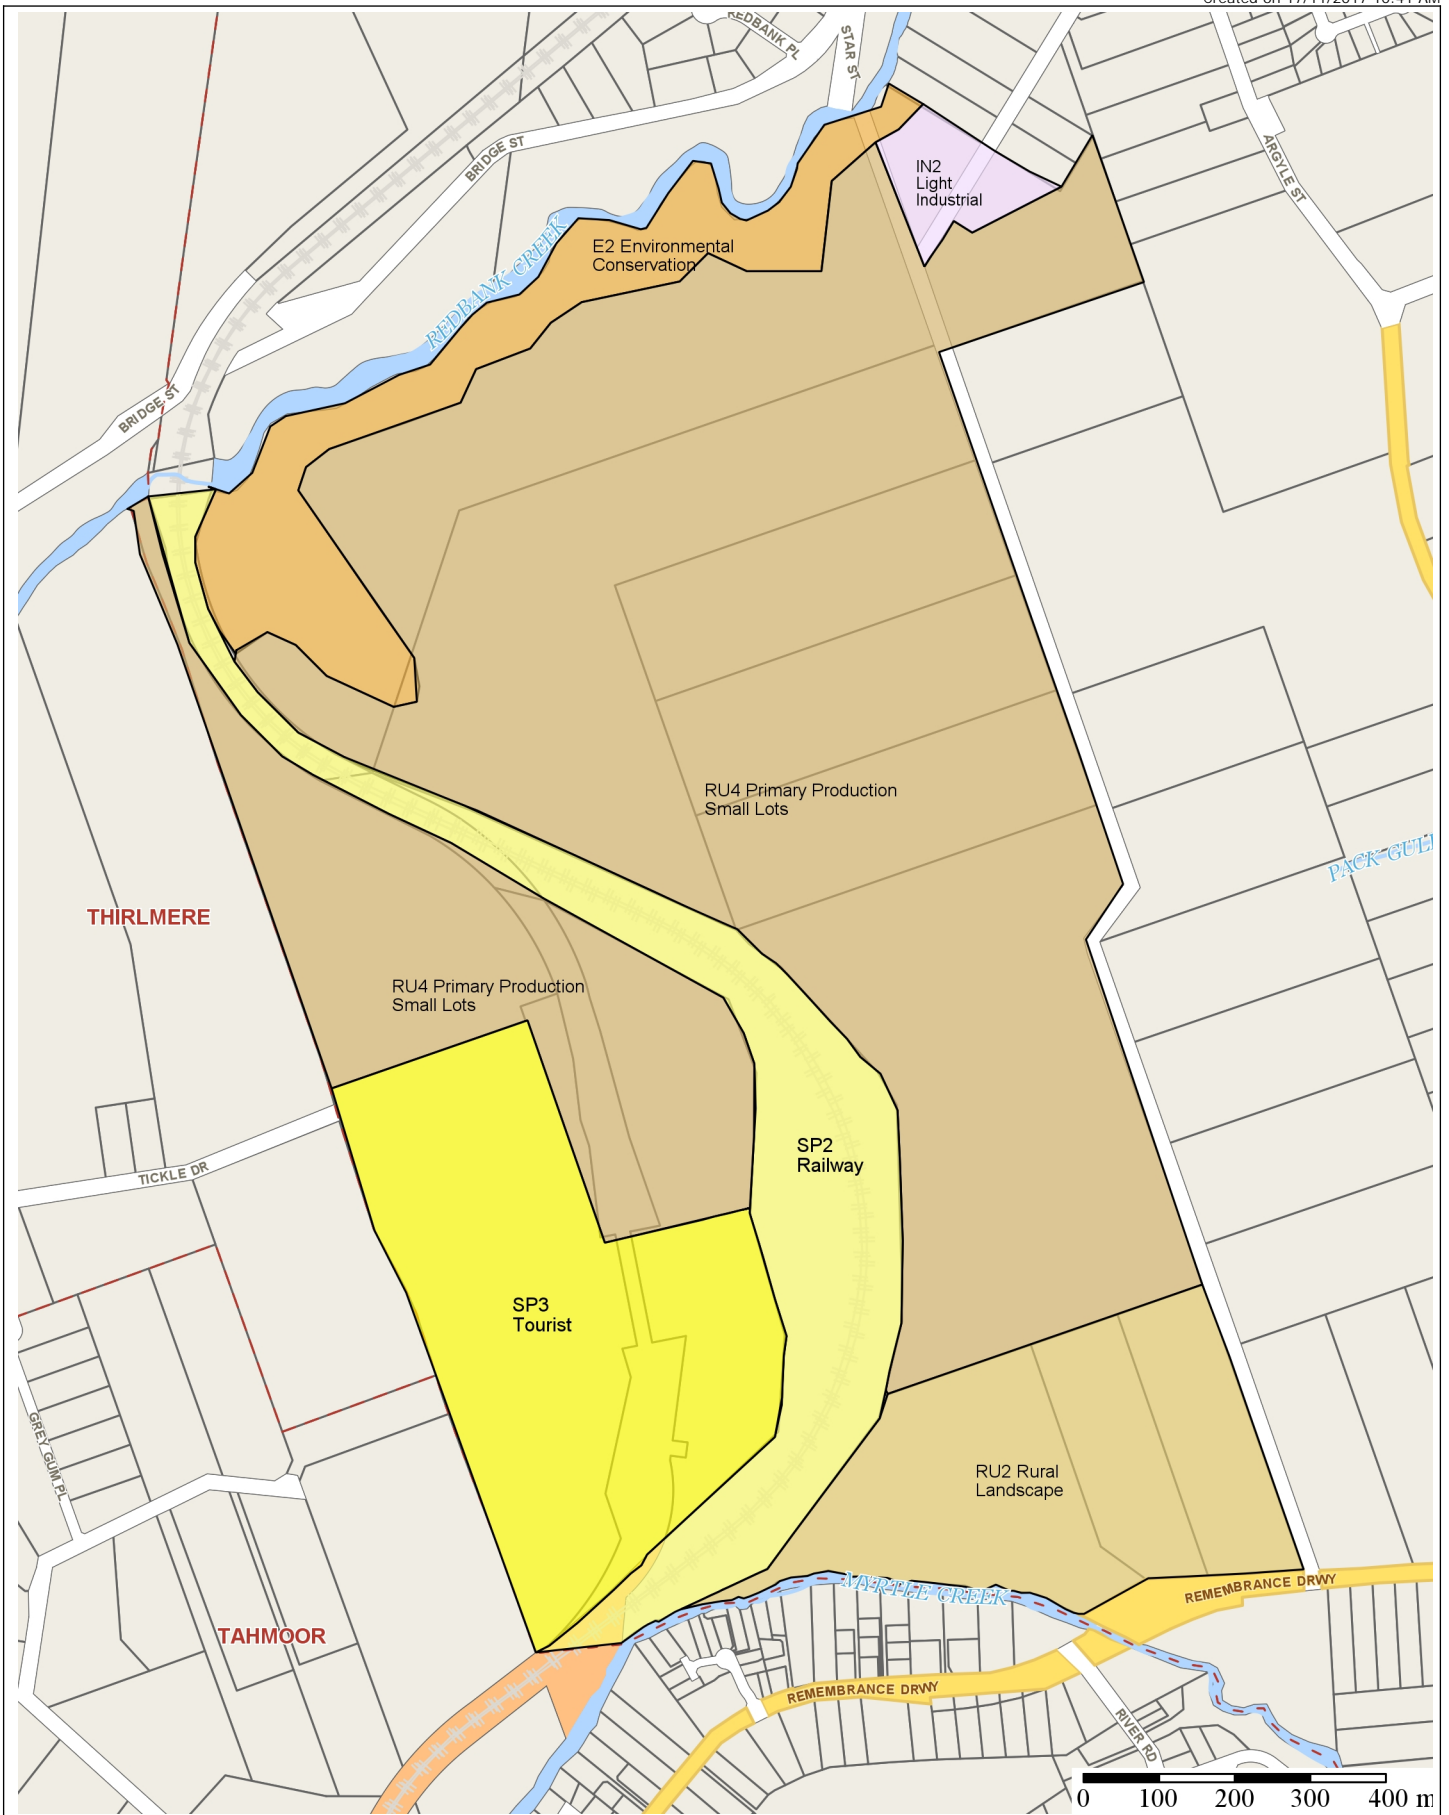 REDBANK PL
STAR ST
BRIDGE ST
ARGYLE ST
IN2
Light
Industrial
E2 Environmental
Conservation
REDBANK CREEK
BRIDGE ST
RU4 Primary Production
Small Lots
THIRLMERE
RU4 Primary Production
Small Lots
SP2
Railway
TICKLE DR
SP3
Tourist
GREY GUM PL
RU2 Rural
Landscape
MYRTLE CREEK
REMEMBRANCE DRWY
TAHMOOR
REMEMBRANCE DRWY
RIVER RD
0 100 200 300 400 m